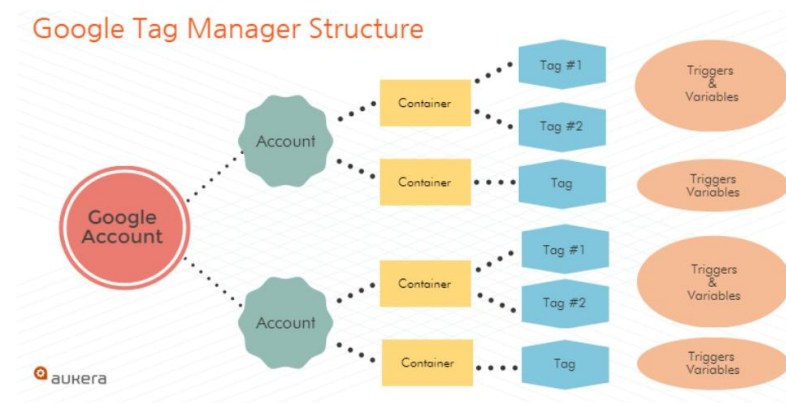 Google Tag Manager Structure
Tag #1
Triggers
&
Variables
Container
Account
Tag #2
Container
Tag
Triggers
Variables
Google
Account
Tag #1
Container
Triggers
&
Variables
Tag #2
Account
Container
Tag
Triggers
Variables
aukera